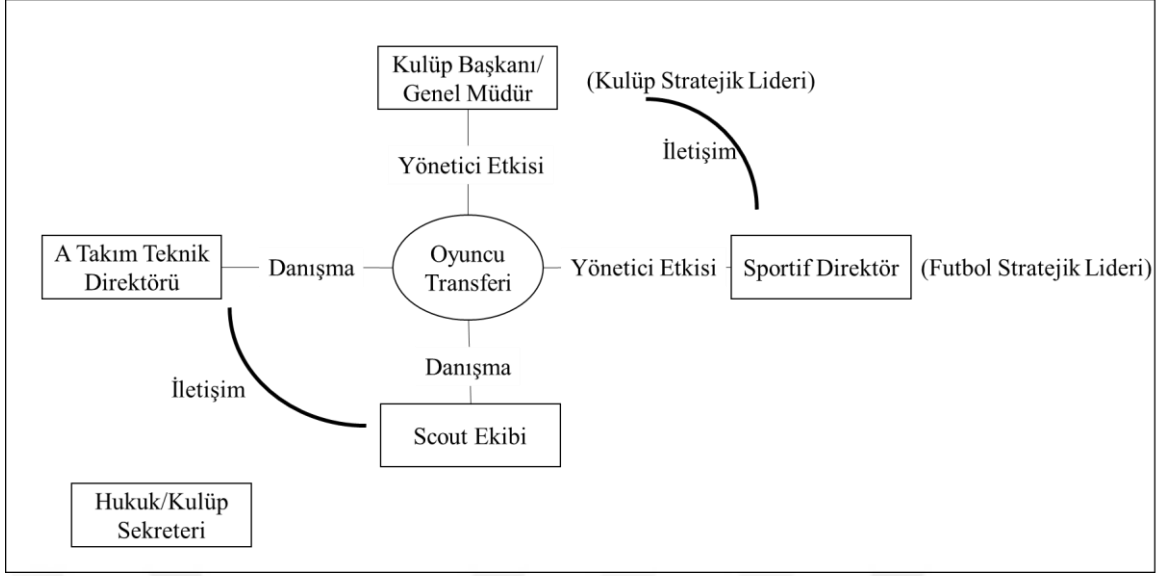 Kulüp Başkanı/
Genel Müdür
(Kulüp Stratejik Lideri)
İletişim
Yönetici Etkisi
A Takım Teknik
Direktörü
Danışma
Oyuncu
Transferi
Yönetici Etkisi
Sportif Direktör
(Futbol Stratejik Lideri)
Danışma
İletişim
Scout Ekibi
Hukuk/Kulüp
Sekreteri